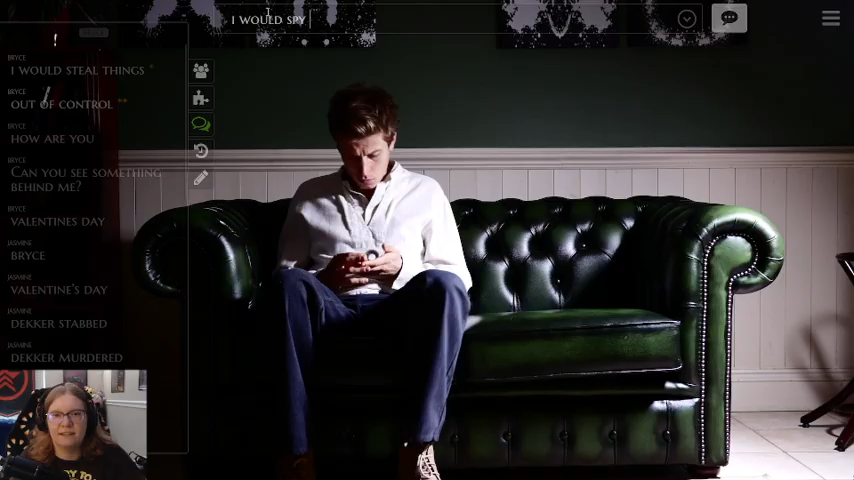 I WOULD SPY
BRYCE
I WOULD STEAL THINGS *
BRYCE
OUT OF CONTROL **
BRYCE
HOW ARE YOU
BRYCE
CAN YOU SEE SOMETHING
BEHIND ME?
BRYCE
VALENTINES DAY
JASMINE
BRYCE
JASMINE
VALENTINE'S DAY
JASMINE
DEKKER STABBED
JASMINE
DEKKER MURDERED